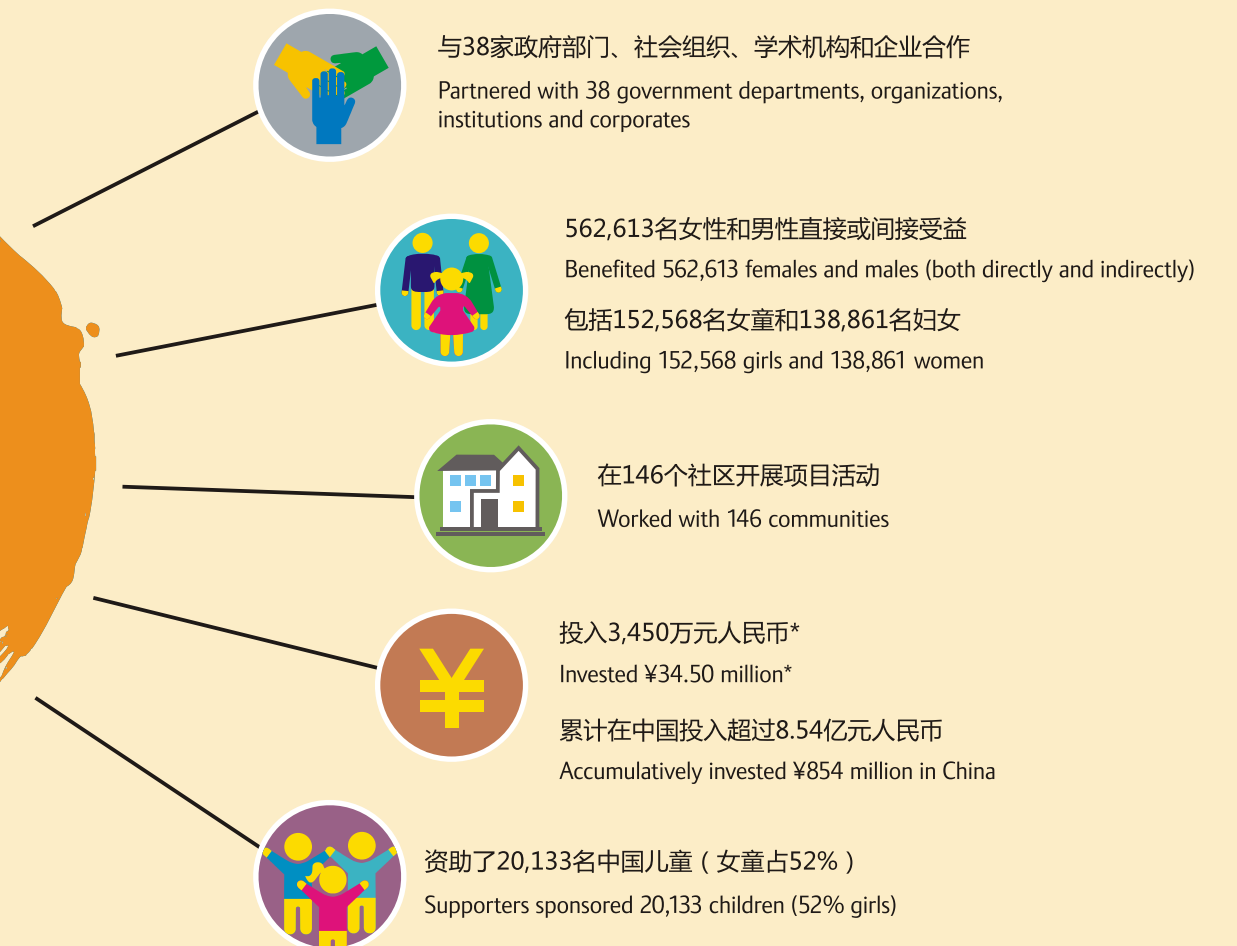 与38家政府部门、社会组织、学术机构和企业合作
Partnered with 38 government departments, organizations,
institutions and corporates
562,613名女性和男性直接或间接受益
Benefited 562,613 females and males (both directly and indirectly)
包括152,568名女童和138,861名妇女
Including 152,568 girls and 138,861 women
在146个社区开展项目活动
Worked with 146 communities
¥
投入3,450万元人民币*
Invested ¥34.50 million*
累计在中国投入超过8.54亿元人民币
Accumulatively invested ¥854 million in China
资助了20,133名中国儿童（女童占52%）
Supporters sponsored 20,133 children (52% girls)